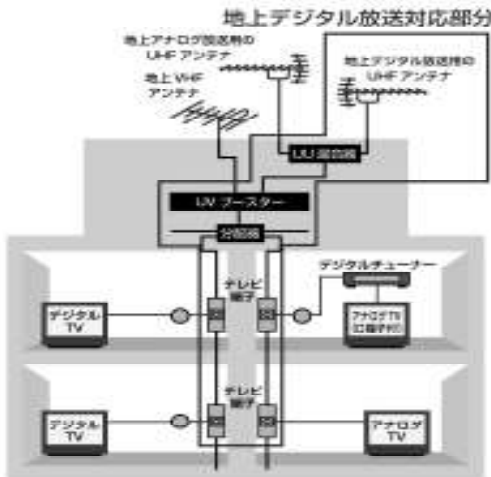 地上デジタル放送対応部分
地上アナログ放送用の
UHF アンテナ
地上デジタル放送用の
UHF アンテナ
地上 VHF
アンテナ
UU 混合器
UV ブースター
分配器
デジタルチューナー
テレビ
端子
デジタル
TV
アナログTV
テレビ
端子
デジタル
TV
アナログ
TV